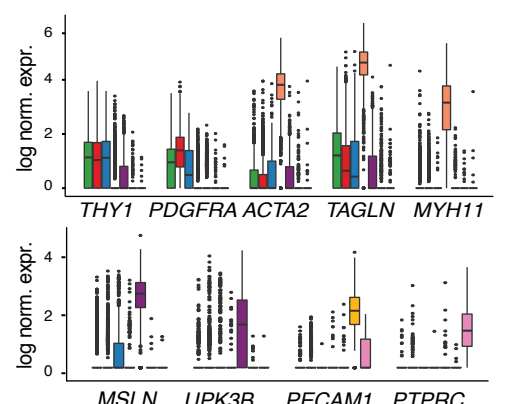 log norm. expr.
6
4
2
0
THY1 PDGFRA ACTA2 TAGLN MYH11
log norm. expr.
4
2
0
MSLN UPK3B PECAM1 PTPRC